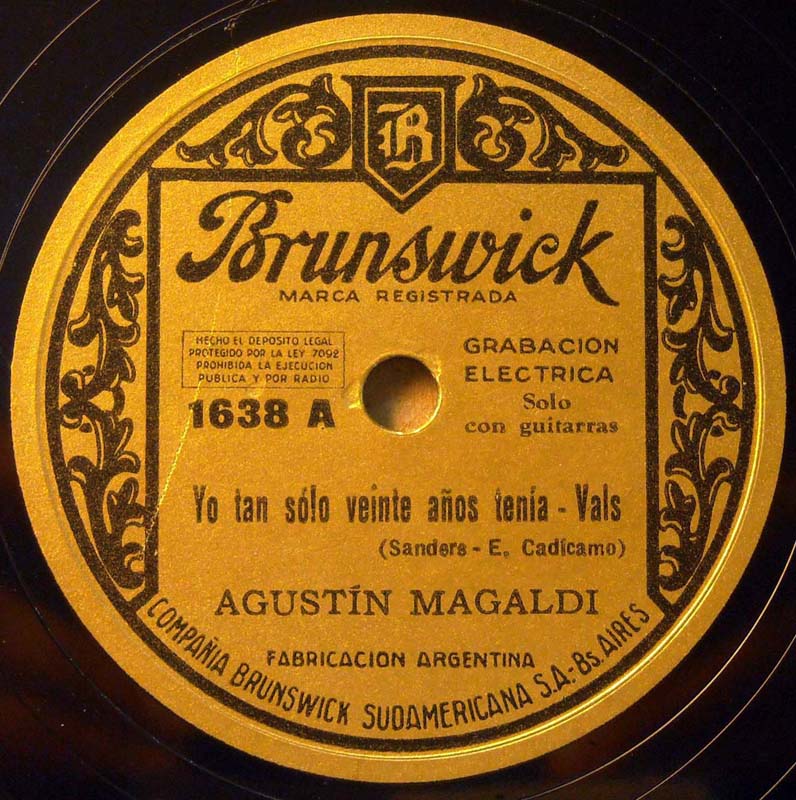 B
Brunswick
MARCA REGISTRADA
HECHO EL DEPOSITO LEGAL
PROTEGIDO POR LA LEY 7092
PROHIBIDA LA EJECUCION
PUBLICA Y POR RADIO
1638 A
GRABACION
ELECTRICA
Solo
con guitarras
Yo tan sólo veinte años tenía - Vals
(Sanders - E. Cadícamo)
AGUSTÍN MAGALDI
FABRICACION ARGENTINA
COMPAÑIA BRUNSWICK SUDAMERICANA S.A.-Bs. AIRES